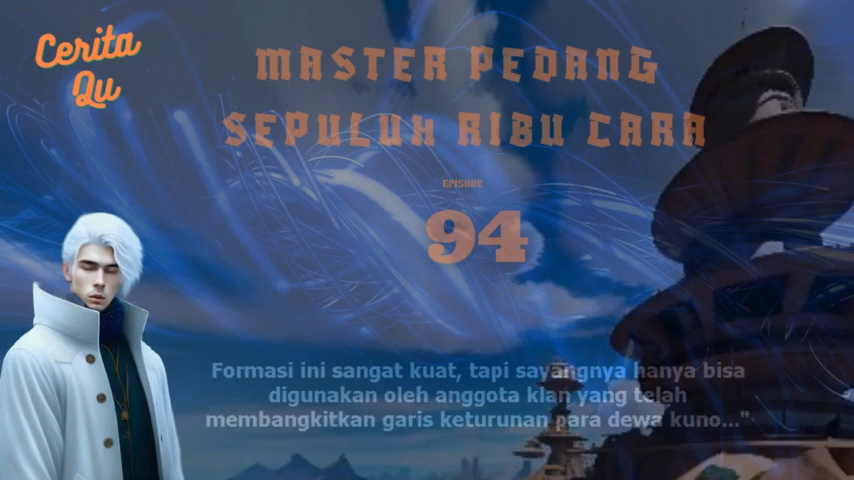 Cerita
Qu
MASTER PEDANG
SEPULUH RIBU CARA
EPISODE
94
Formasi ini sangat kuat, tapi sayangnya hanya bisa
digunakan oleh anggota klan yang telah
membangkitkan garis keturunan para dewa kuno..."